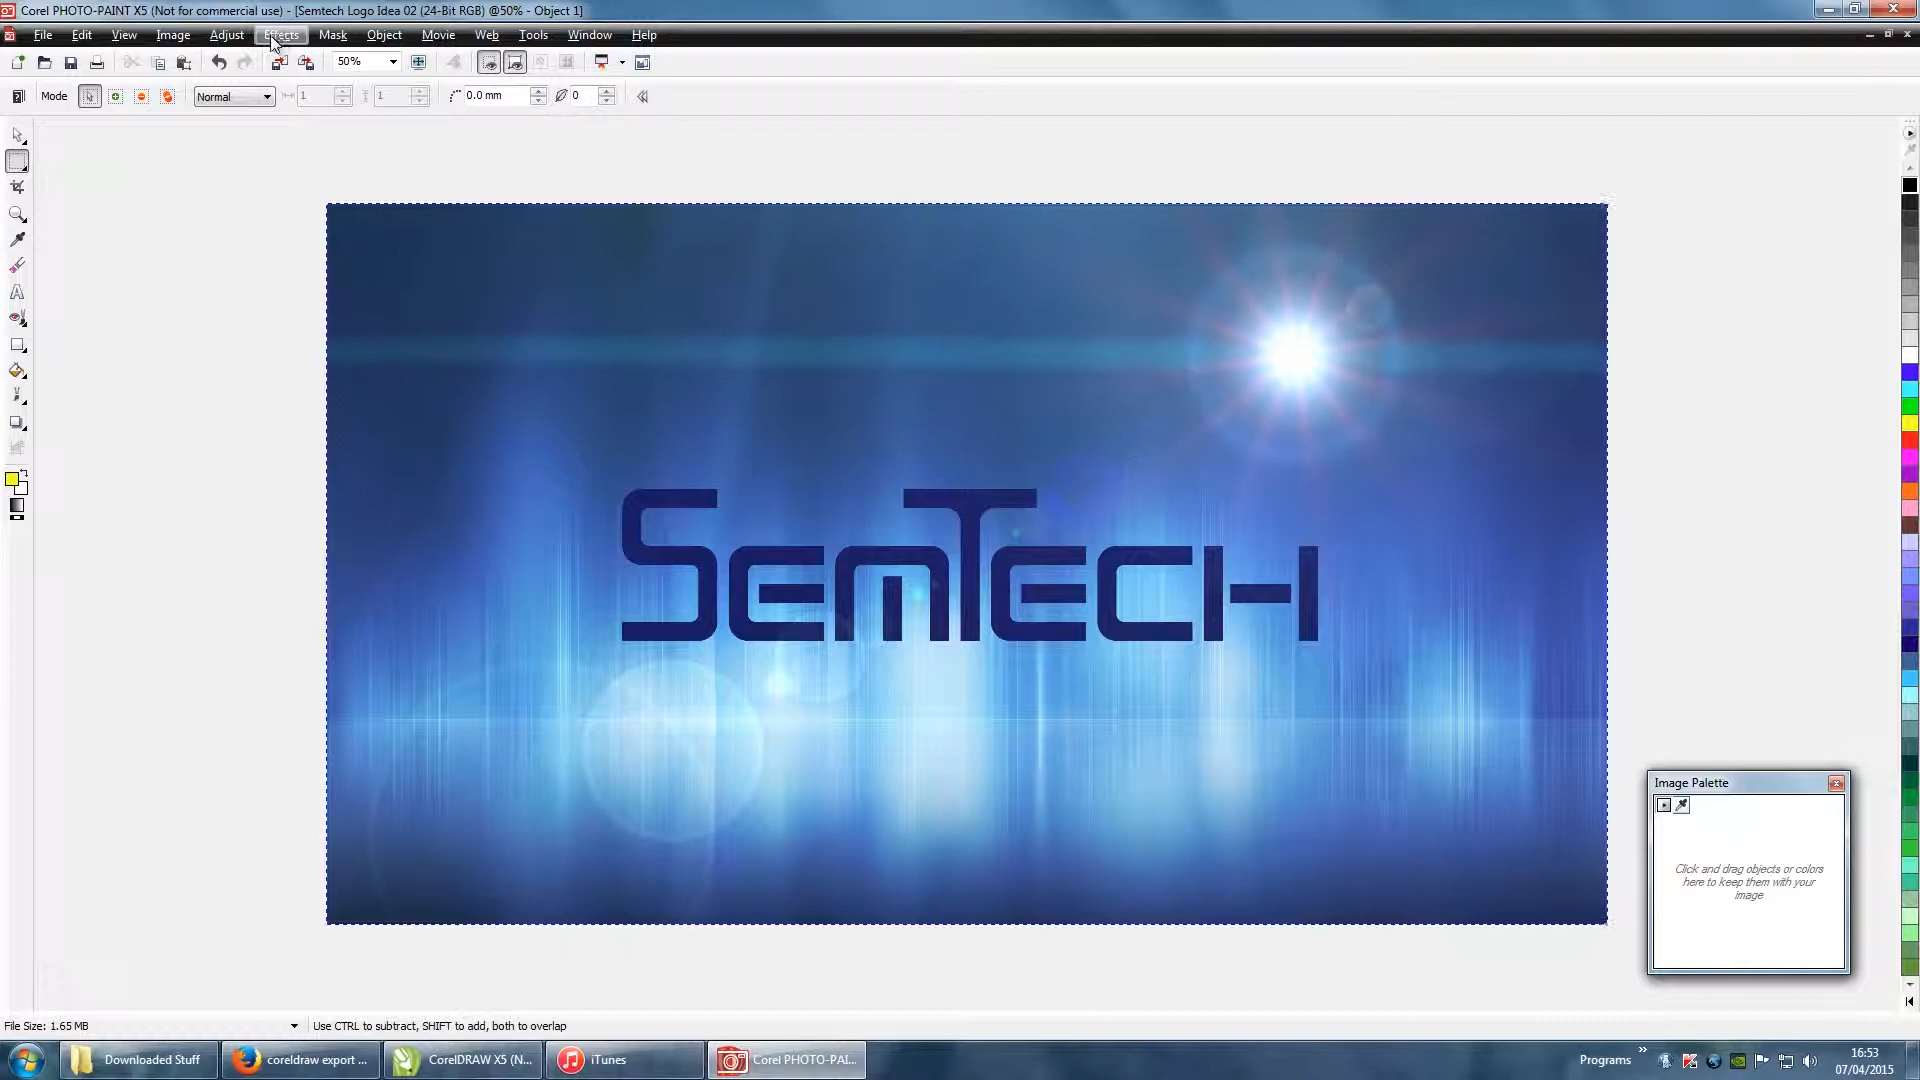 Corel PHOTO-PAINT X5 (Not for commercial use) - [Semtech Logo Idea 02 (24-Bit RGB) @50% - Object 1]
File Edit View Image Adjust Effects Mask Object Movie Web Tools Window Help
50%
Mode Normal 1 1 0.0 mm 0
SEMTECH
Image Palette
Click and drag objects or colors
here to keep them with your
image
File Size: 1.65 MB Use CTRL to subtract, SHIFT to add, both to overlap
Downloaded Stuff coreldraw export ... CorelDRAW X5 (N... iTunes Corel PHOTO-PAI... Programs 16:53
07/04/2015